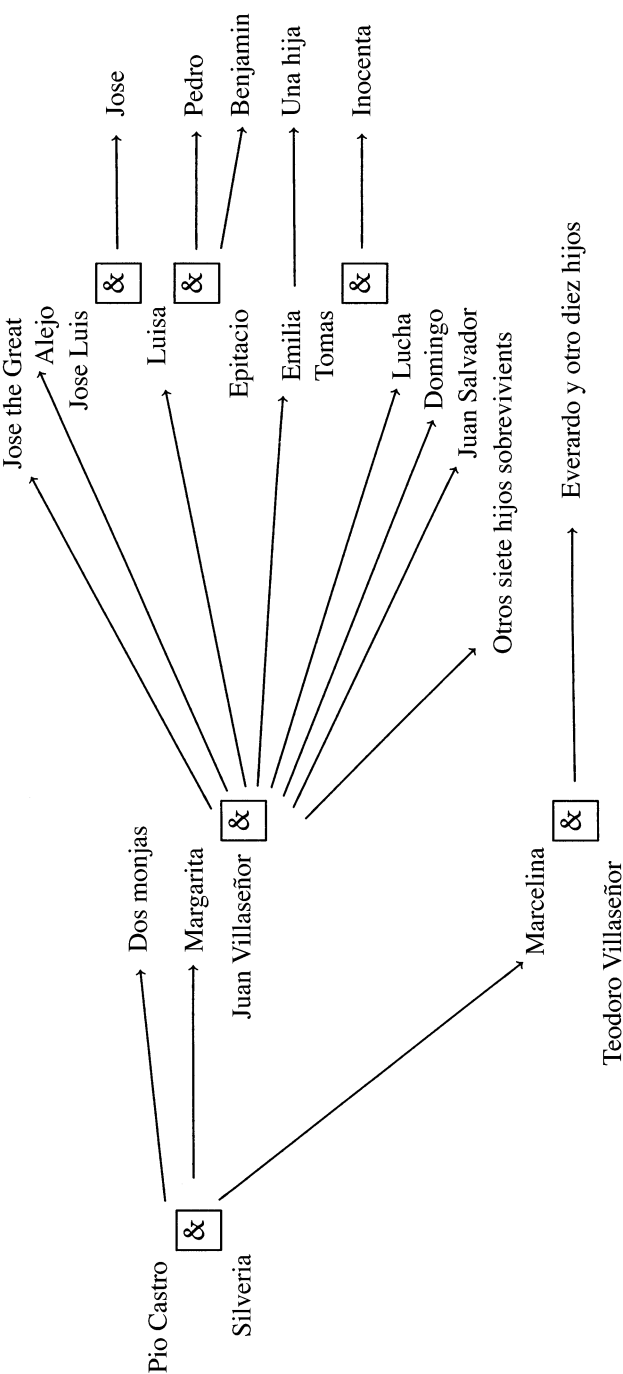 Pio Castro
&
Silveria
Dos monjas
Margarita
&
Juan Villaseñor
Marcelina
&
Teodoro Villaseñor
Jose the Great
Alejo
Jose Luis
&
Luisa
&
Epitacio
Emilia
Tomas
&
Lucha
Domingo
Juan Salvador
Otros siete hijos sobrevivients
Everardo y otro diez hijos
Jose
Pedro
Benjamin
Una hija
Inocenta